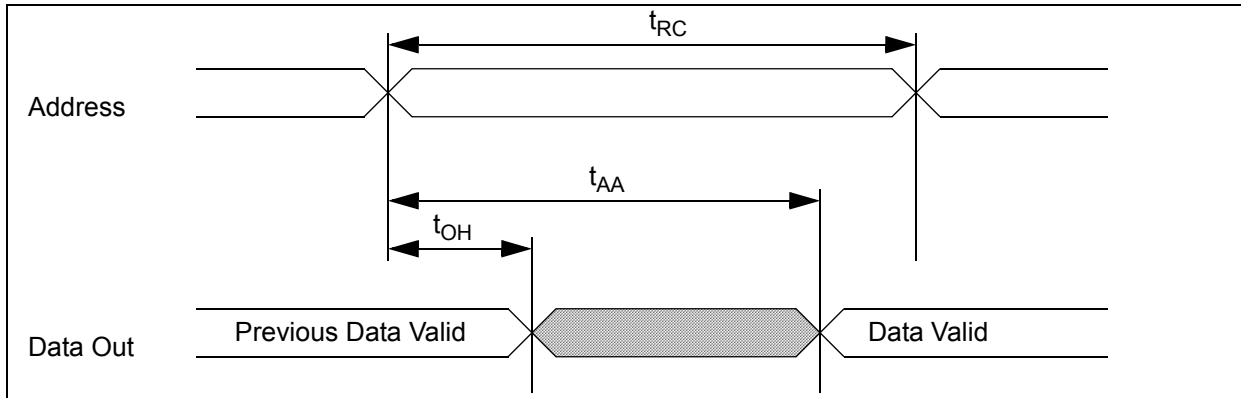 tRC
Address
tAA
tOH
Previous Data Valid
Data Valid
Data Out